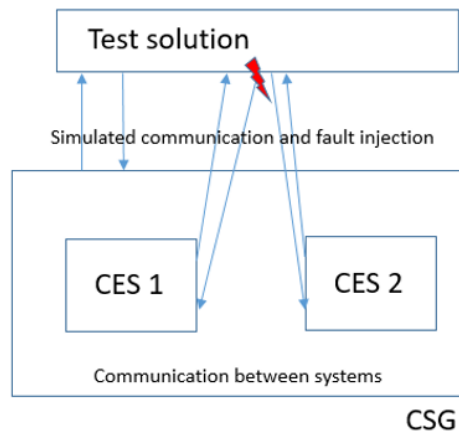 Test solution
Simulated communication and fault injection
CES 1
CES 2
Communication between systems
CSG